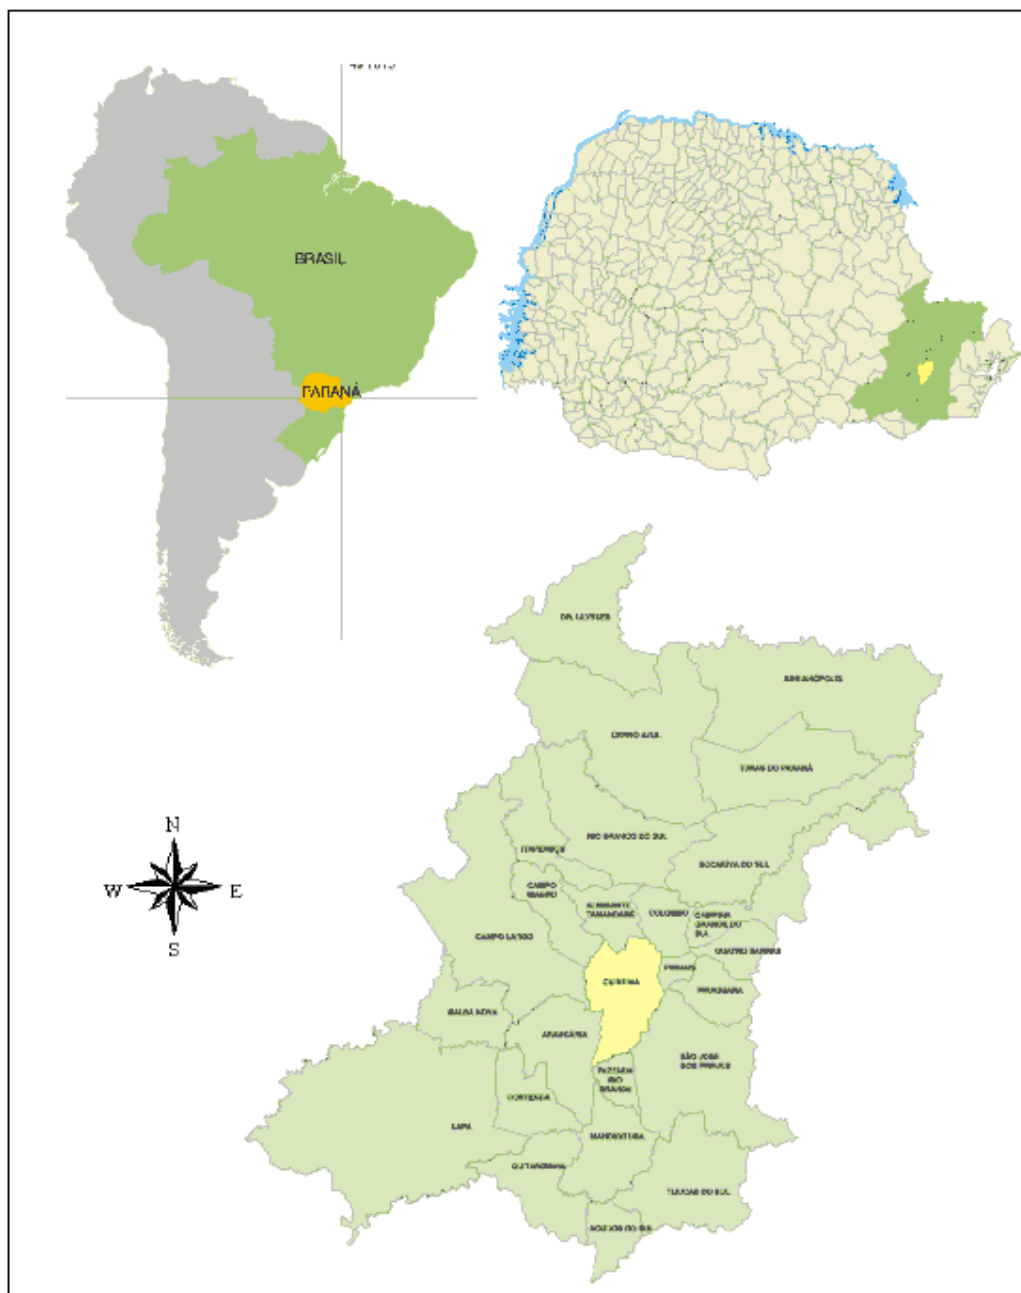 BRASIL
PARANÁ
DR. ULYSSES
ADRIANÓPOLIS
CERRO AZUL
TUNAS DO PARANÁ
RIO BRANCO DO SUL
ITAPERUÇU
BOCAIÚVA DO SUL
CAMPO
MAGRO
ALMIRANTE
TAMANDARÉ
COLOMBO
CAMPINA
GRANDE DO
SUL
CAMPO LARGO
QUATRO BARRAS
PINHAIS
CURITIBA
PIRAQUARA
BALSA NOVA
ARAUCÁRIA
SÃO JOSÉ
DOS PINHAIS
FAZENDA
RIO
GRANDE
CONTENDA
LAPA
MANDIRITUBA
QUITANDINHA
TIJUCAS DO SUL
AGUDOS DO SUL
N
W
E
S